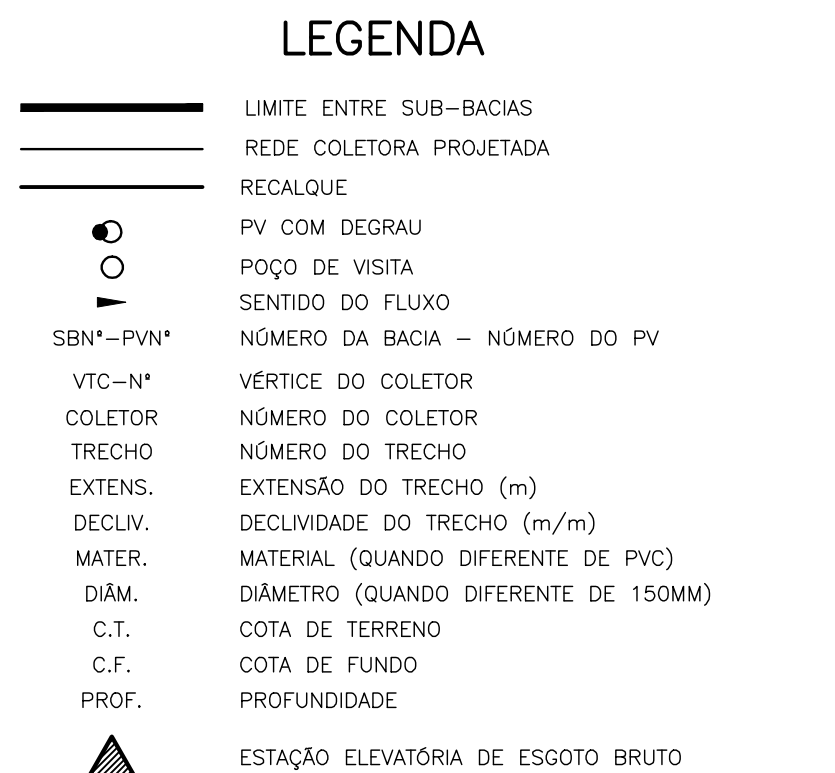 LEGENDA
LIMITE ENTRE SUB-BACIAS
REDE COLETORA PROJETADA
RECALQUE
PV COM DEGRAU
POÇO DE VISITA
SENTIDO DO FLUXO
SBNº-PVNº NÚMERO DA BACIA - NÚMERO DO PV
VTC-Nº VÉRTICE DO COLETOR
COLETOR NÚMERO DO COLETOR
TRECHO NÚMERO DO TRECHO
EXTENS. EXTENSÃO DO TRECHO (m)
DECLIV. DECLIVIDADE DO TRECHO (m/m)
MATER. MATERIAL (QUANDO DIFERENTE DE PVC)
DIÂM. DIÂMETRO (QUANDO DIFERENTE DE 150MM)
C.T. COTA DE TERRENO
C.F. COTA DE FUNDO
PROF. PROFUNDIDADE
ESTAÇÃO ELEVATÓRIA DE ESGOTO BRUTO